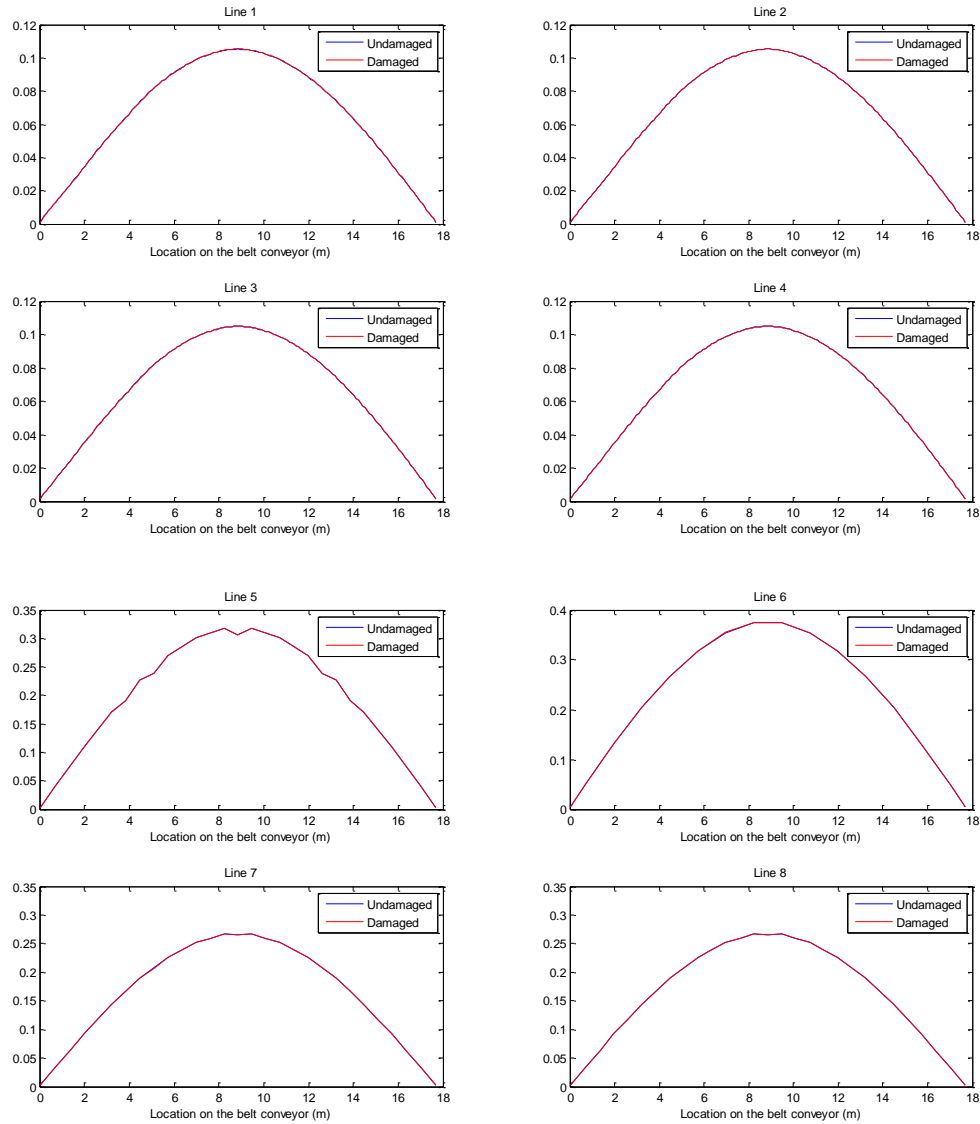 Line 1
0.12
0.1
0.08
0.06
0.04
0.02
0
0 2 4 6 8 10 12 14 16 18
Location on the belt conveyor (m)
Undamaged
Damaged
Line 2
0.12
0.1
0.08
0.06
0.04
0.02
0
0 2 4 6 8 10 12 14 16 18
Location on the belt conveyor (m)
Undamaged
Damaged
Line 3
0.12
0.1
0.08
0.06
0.04
0.02
0
0 2 4 6 8 10 12 14 16 18
Location on the belt conveyor (m)
Undamaged
Damaged
Line 4
0.12
0.1
0.08
0.06
0.04
0.02
0
0 2 4 6 8 10 12 14 16 18
Location on the belt conveyor (m)
Undamaged
Damaged
Line 5
0.35
0.3
0.25
0.2
0.15
0.1
0.05
0
0 2 4 6 8 10 12 14 16 18
Location on the belt conveyor (m)
Undamaged
Damaged
Line 6
0.4
0.3
0.2
0.1
0
0 2 4 6 8 10 12 14 16 18
Location on the belt conveyor (m)
Undamaged
Damaged
Line 7
0.35
0.3
0.25
0.2
0.15
0.1
0.05
0
0 2 4 6 8 10 12 14 16 18
Location on the belt conveyor (m)
Undamaged
Damaged
Line 8
0.35
0.3
0.25
0.2
0.15
0.1
0.05
0
0 2 4 6 8 10 12 14 16 18
Location on the belt conveyor (m)
Undamaged
Damaged